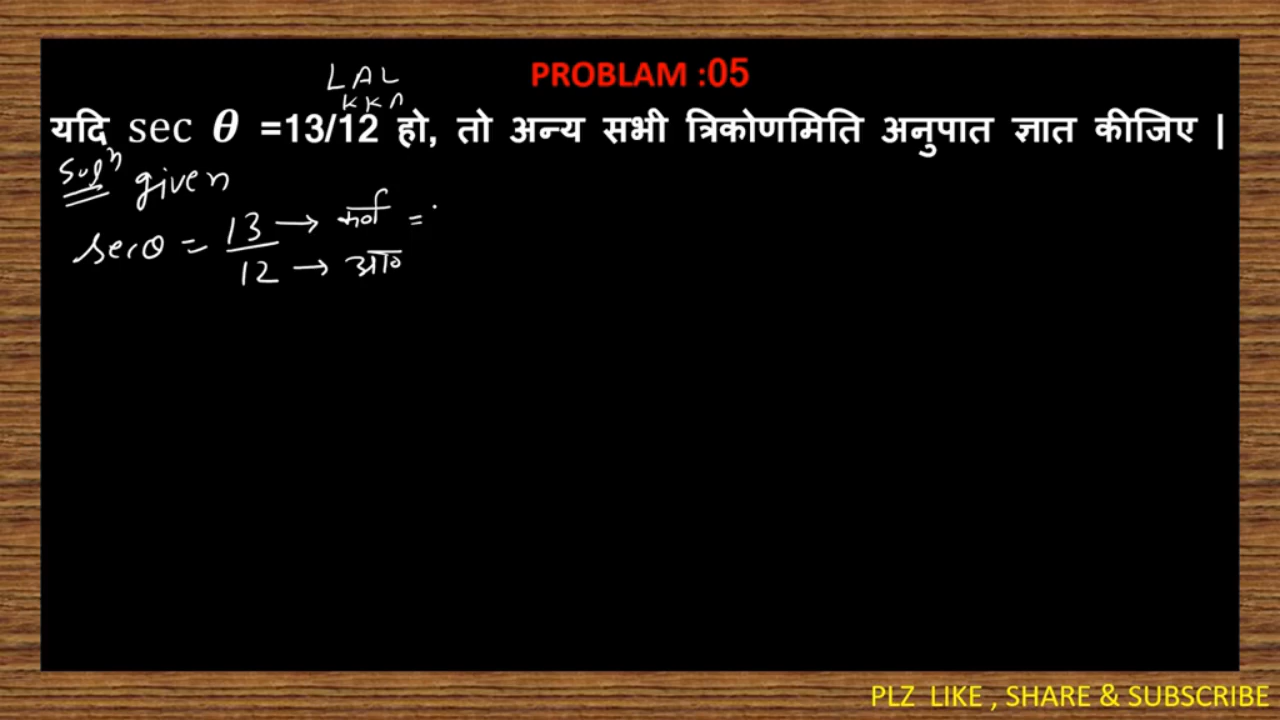 PROBLAM :05
L A L
K K A
यदि sec θ =13/12 हो, तो अन्य सभी त्रिकोणमिति अनुपात ज्ञात कीजिए |
given
secθ = 13 → कर्ण =
12 → आ०
PLZ LIKE , SHARE & SUBSCRIBE